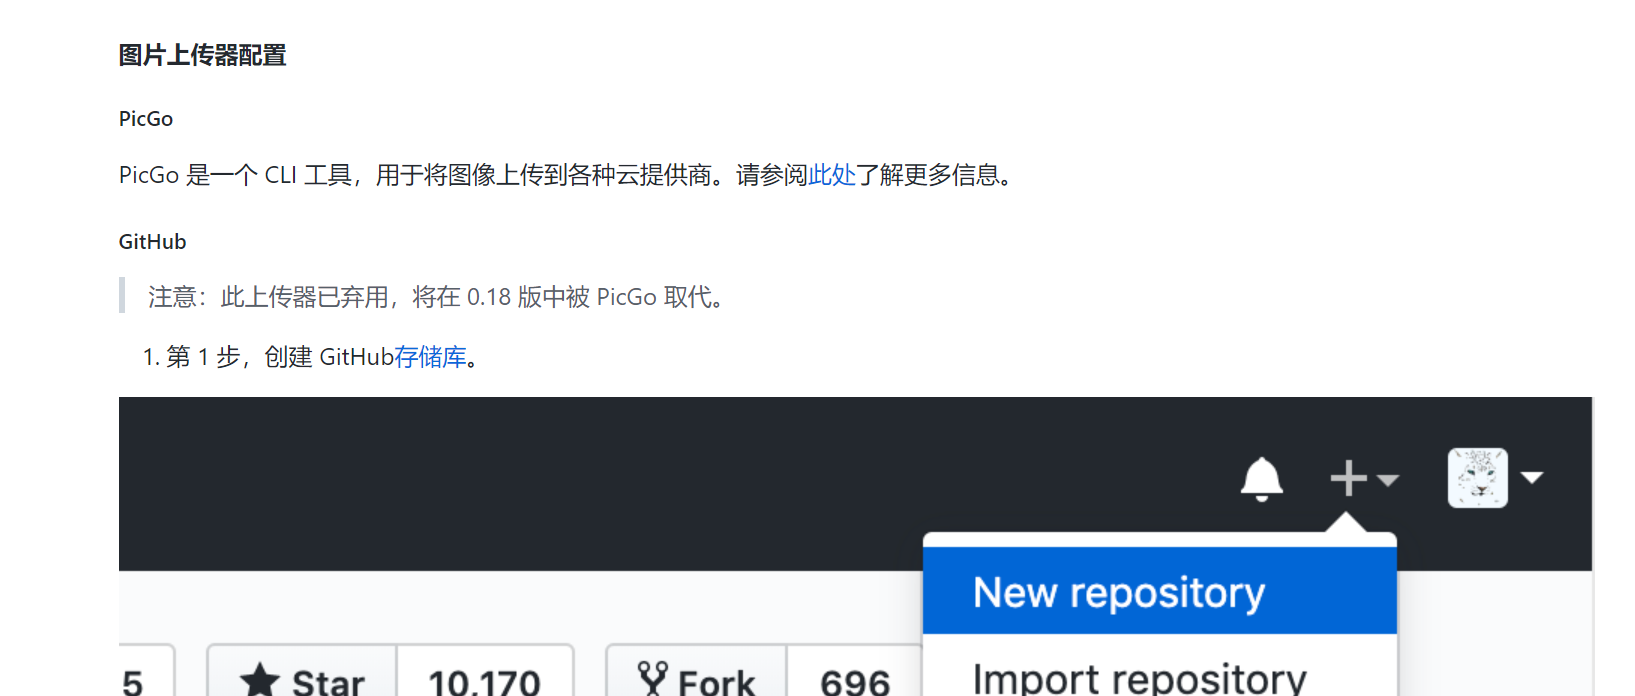 图片上传器配置
PicGo
PicGo 是一个 CLI 工具，用于将图像上传到各种云提供商。请参阅此处了解更多信息。
GitHub
注意：此上传器已弃用，将在 0.18 版中被 PicGo 取代。
1. 第 1 步，创建 GitHub存储库。
New repository
5 Star 10,170 Fork 696 Import repository